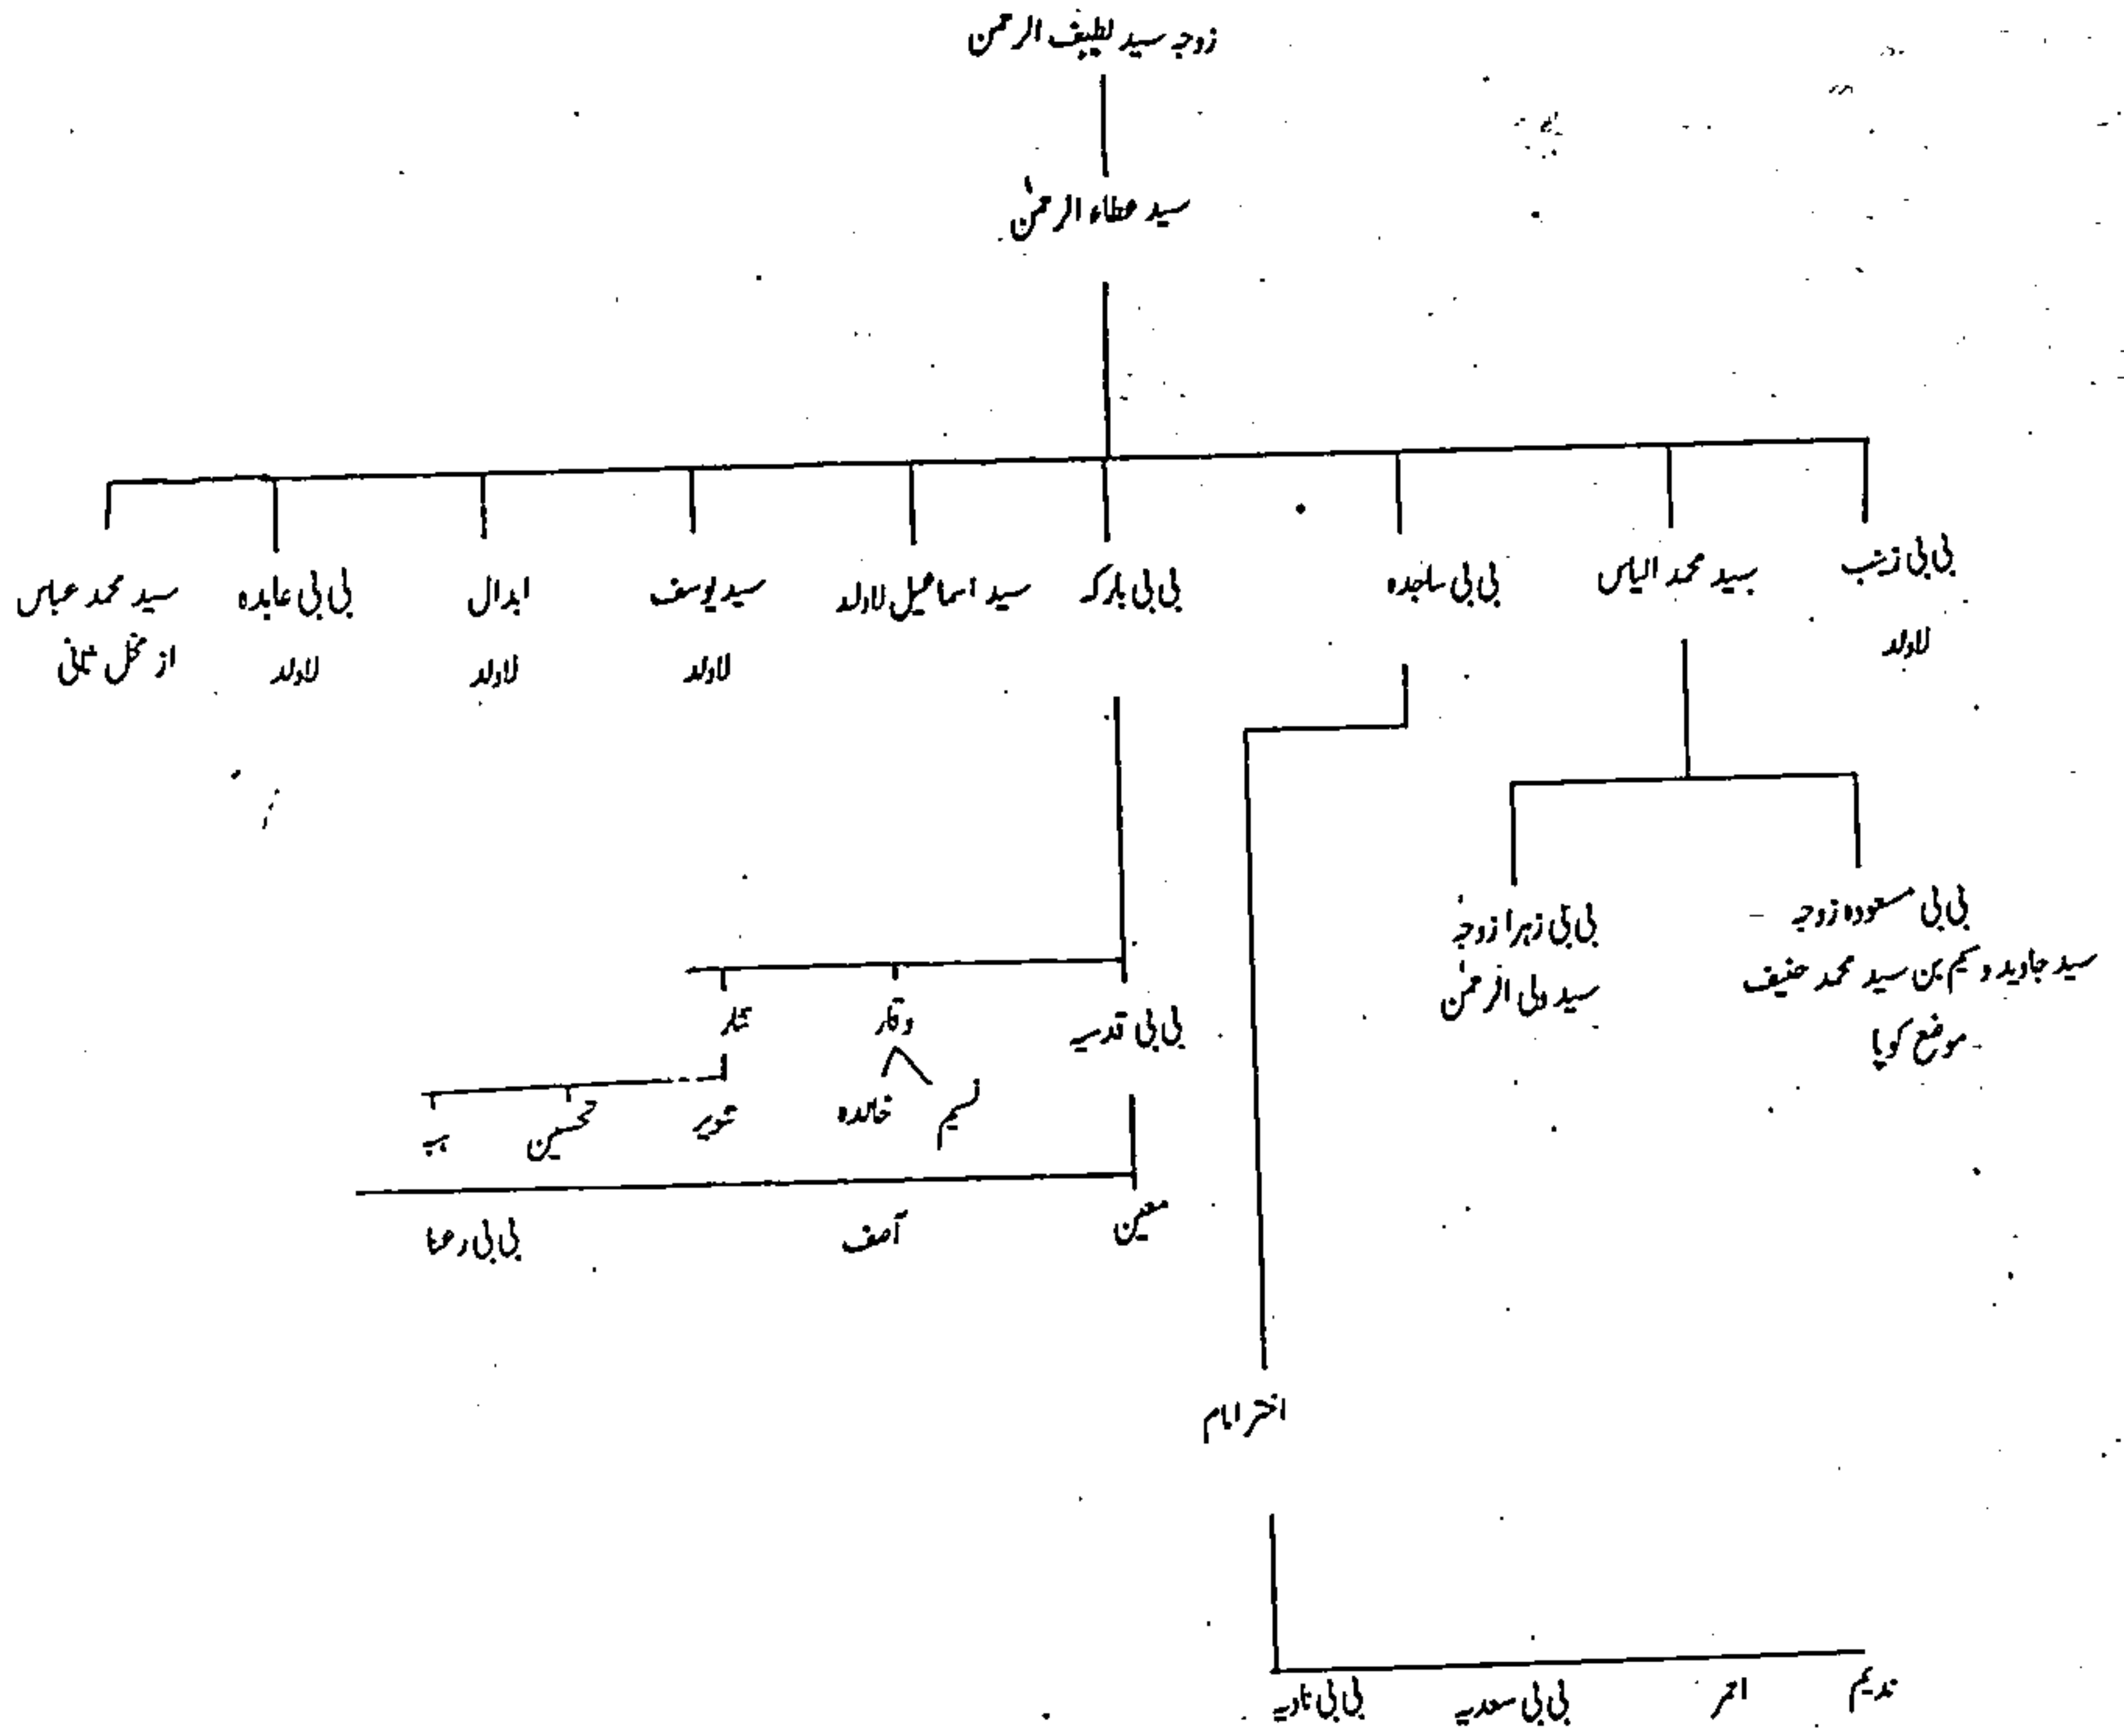 زوجہ سید لطیف الرحمن
سید عطاء الرحمٰن
بی بی زینب
لاولد
سید محمد الیاس
بی بی ساجدہ
بی بی بارکہ
سید اسماعیل لاولد
سید یوسف
لاولد
ابدال
لاولد
بی بی عابدہ
لاولد
سید محمد عباس
از محل ثانی
بی بی مسعودہ زوجہ
سید جاوید وسیم بن سید محمد حنیف
موضع کوپا
بی بی زہرا زوجہ
سید ولی الرحمٰن
بی بی قدسیہ
وقار
نسیم
خالدہ
تنویر
تحسین
معین
آصف
بی بی رعنا
اختر امام
ندیم
احمر
بی بی سعدیہ
بی بی نادیہ